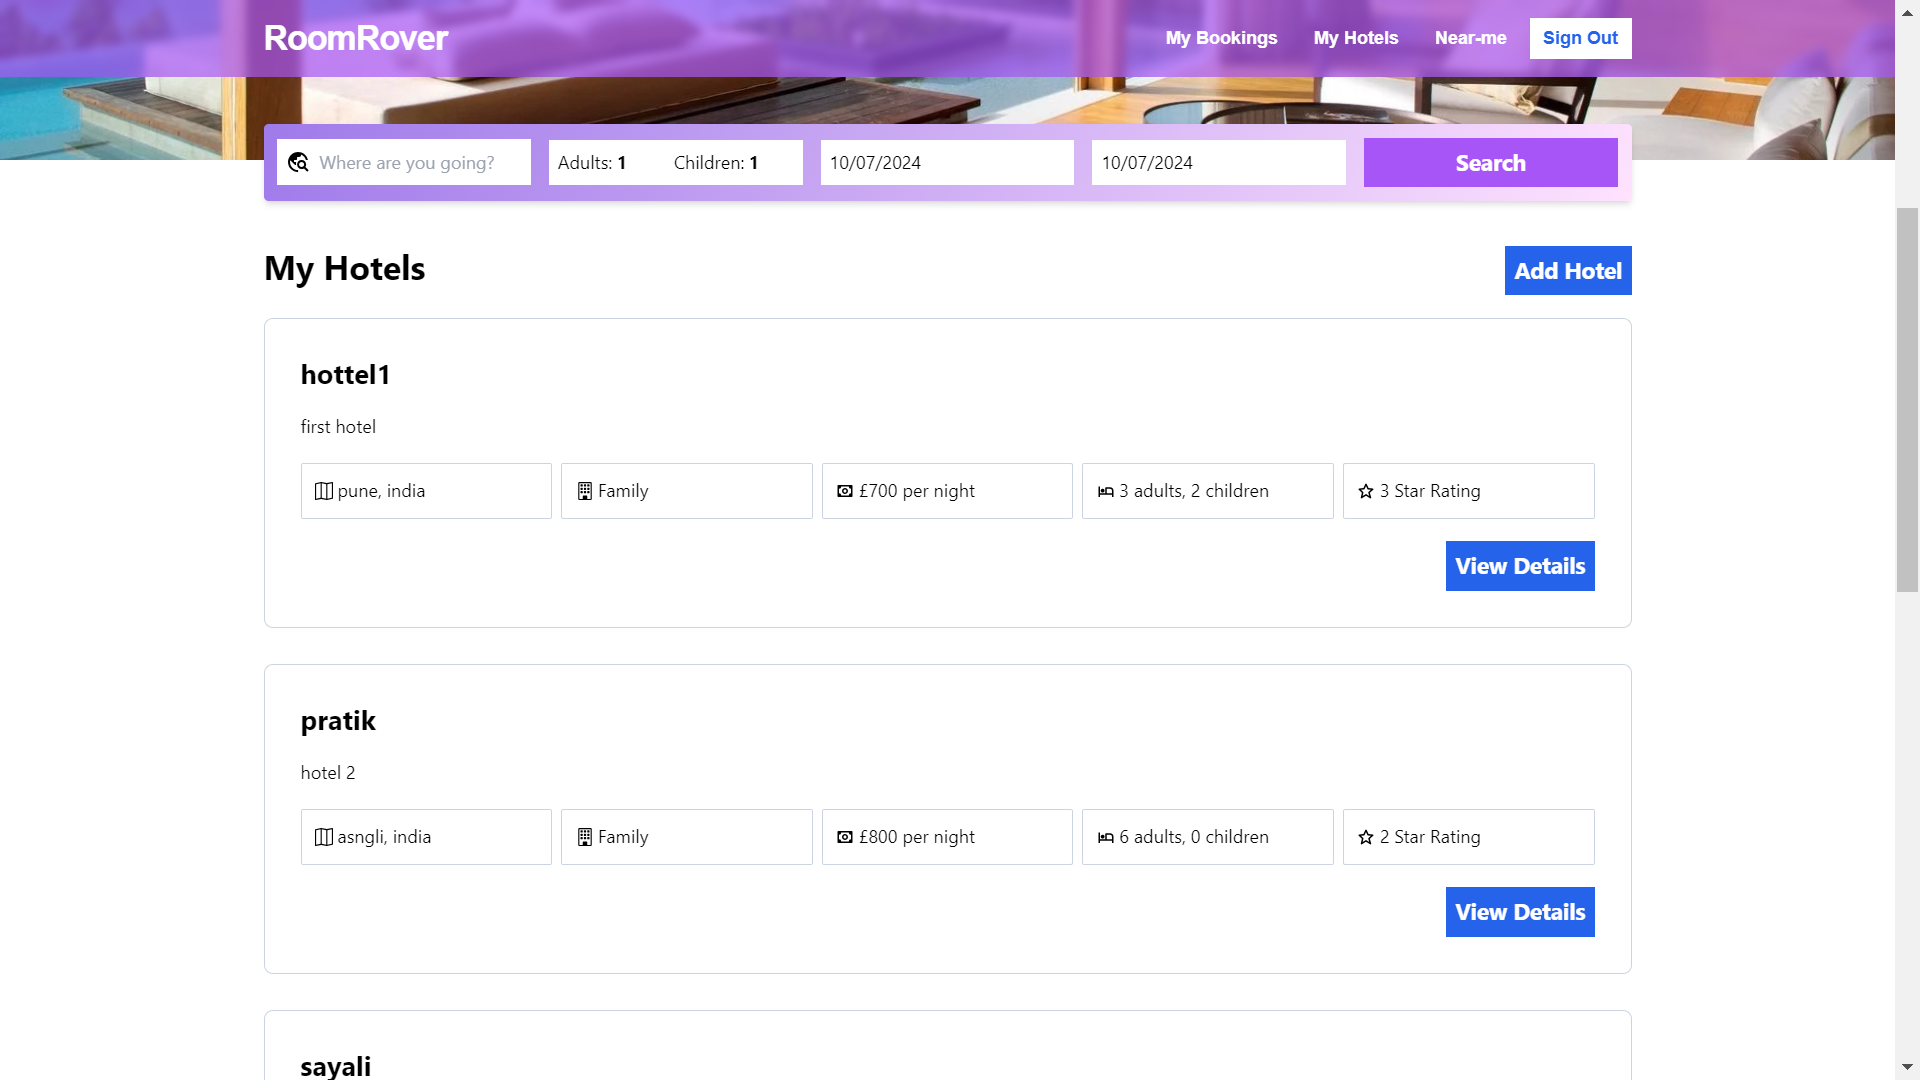 RoomRover
My Bookings My Hotels Near-me Sign Out
Where are you going? Adults: 1 Children: 1 10/07/2024 10/07/2024 Search
My Hotels Add Hotel
hottel1
first hotel
pune, india Family £700 per night 3 adults, 2 children 3 Star Rating
View Details
pratik
hotel 2
asngli, india Family £800 per night 6 adults, 0 children 2 Star Rating
View Details
sayali